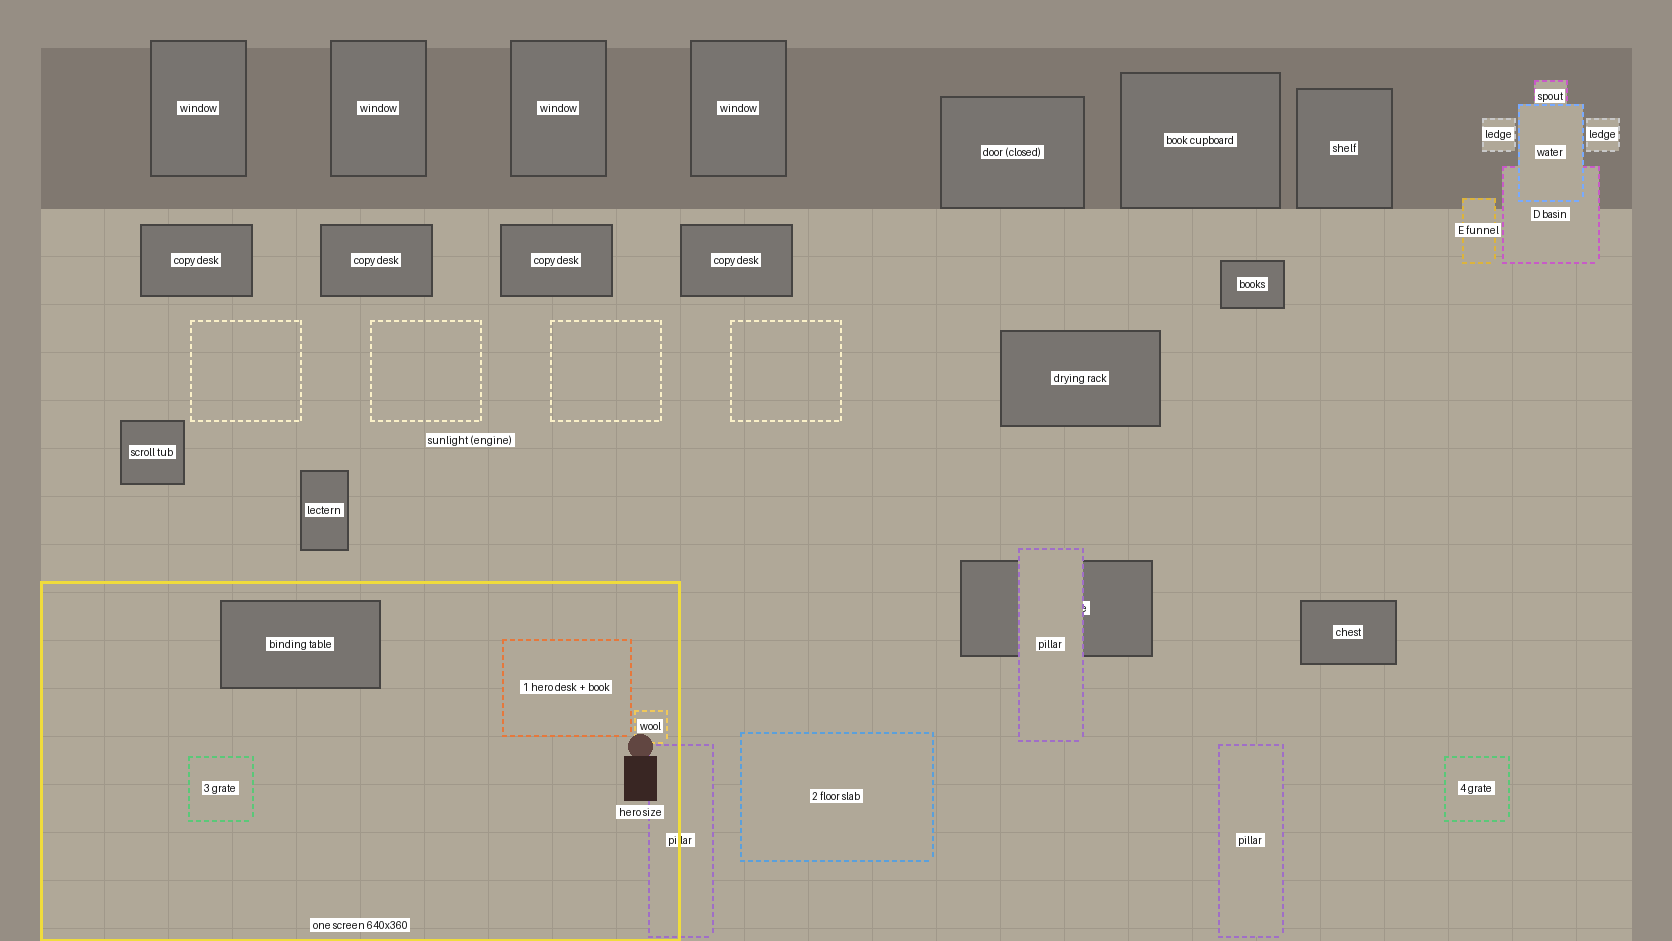 window
window
window
window
door (closed)
book cupboard
shelf
spout
ledge
water
ledge
D basin
E funnel
copy desk
copy desk
copy desk
copy desk
books
drying rack
sunlight (engine)
scroll tub
lectern
binding table
1 hero desk + book
wool
pillar
chest
3 grate
hero size
pillar
2 floor slab
pillar
4 grate
one screen 640x360